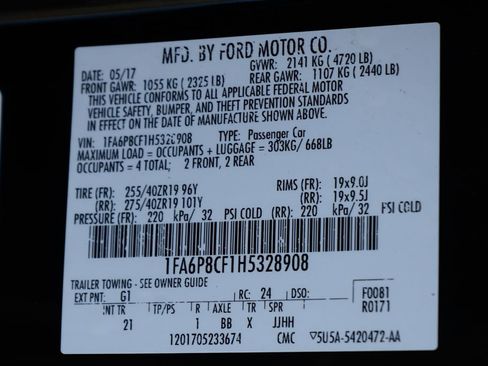 MFD. BY FORD MOTOR CO.
DATE: 05/17 GVWR: 2141 KG ( 4720 LB)
FRONT GAWR: 1055 KG ( 2325 LB) REAR GAWR: 1107 KG ( 2440 LB)
THIS VEHICLE CONFORMS TO ALL APPLICABLE FEDERAL MOTOR
VEHICLE SAFETY, BUMPER, AND THEFT PREVENTION STANDARDS
IN EFFECT ON THE DATE OF MANUFACTURE SHOWN ABOVE.
VIN: 1FA6P8CF1H5328908 TYPE: Passenger Car
MAXIMUM LOAD = OCCUPANTS + LUGGAGE = 303KG/ 668LB
OCCUPANTS = 4 TOTAL; 2 FRONT, 2 REAR
TIRE (FR): 255/40ZR19 96Y RIMS (FR): 19x9.0J
(RR): 275/40ZR19 101Y (RR): 19x9.5J
PRESSURE (FR): 220 kPa/ 32 PSI COLD (RR): 220 kPa/ 32 PSI COLD
1FA6P8CF1H5328908
TRAILER TOWING - SEE OWNER GUIDE
EXT PNT: G1 RC: 24 DSO: F0081
R0171
INT TR TP/PS R AXLE TR SPR
21 1 BB X JJHH
1201705233674 CMC ▽5U5A-5420472-AA